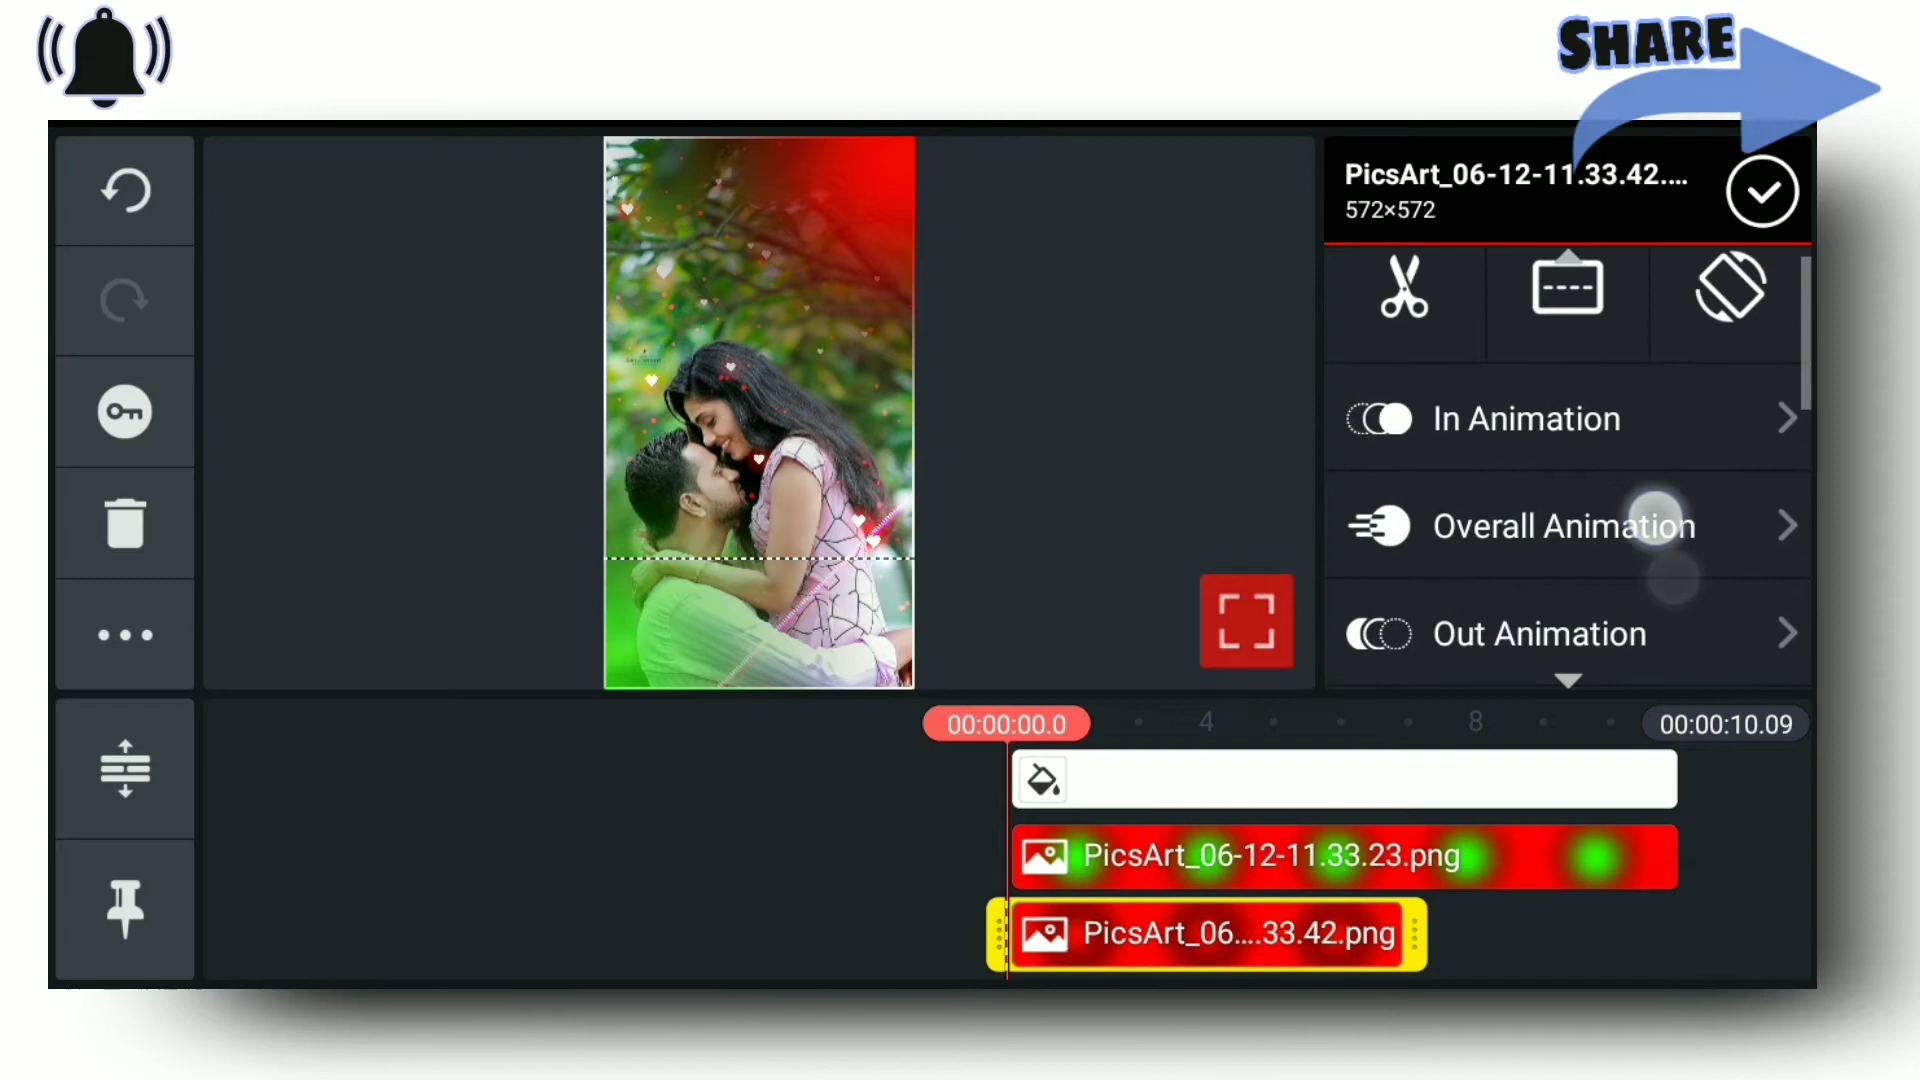 SHARE
PicsArt_06-12-11.33.42....
572×572
In Animation
Overall Animation
Out Animation
00:00:00.0
4
8
00:00:10.09
PicsArt_06-12-11.33.23.png
PicsArt_06....33.42.png